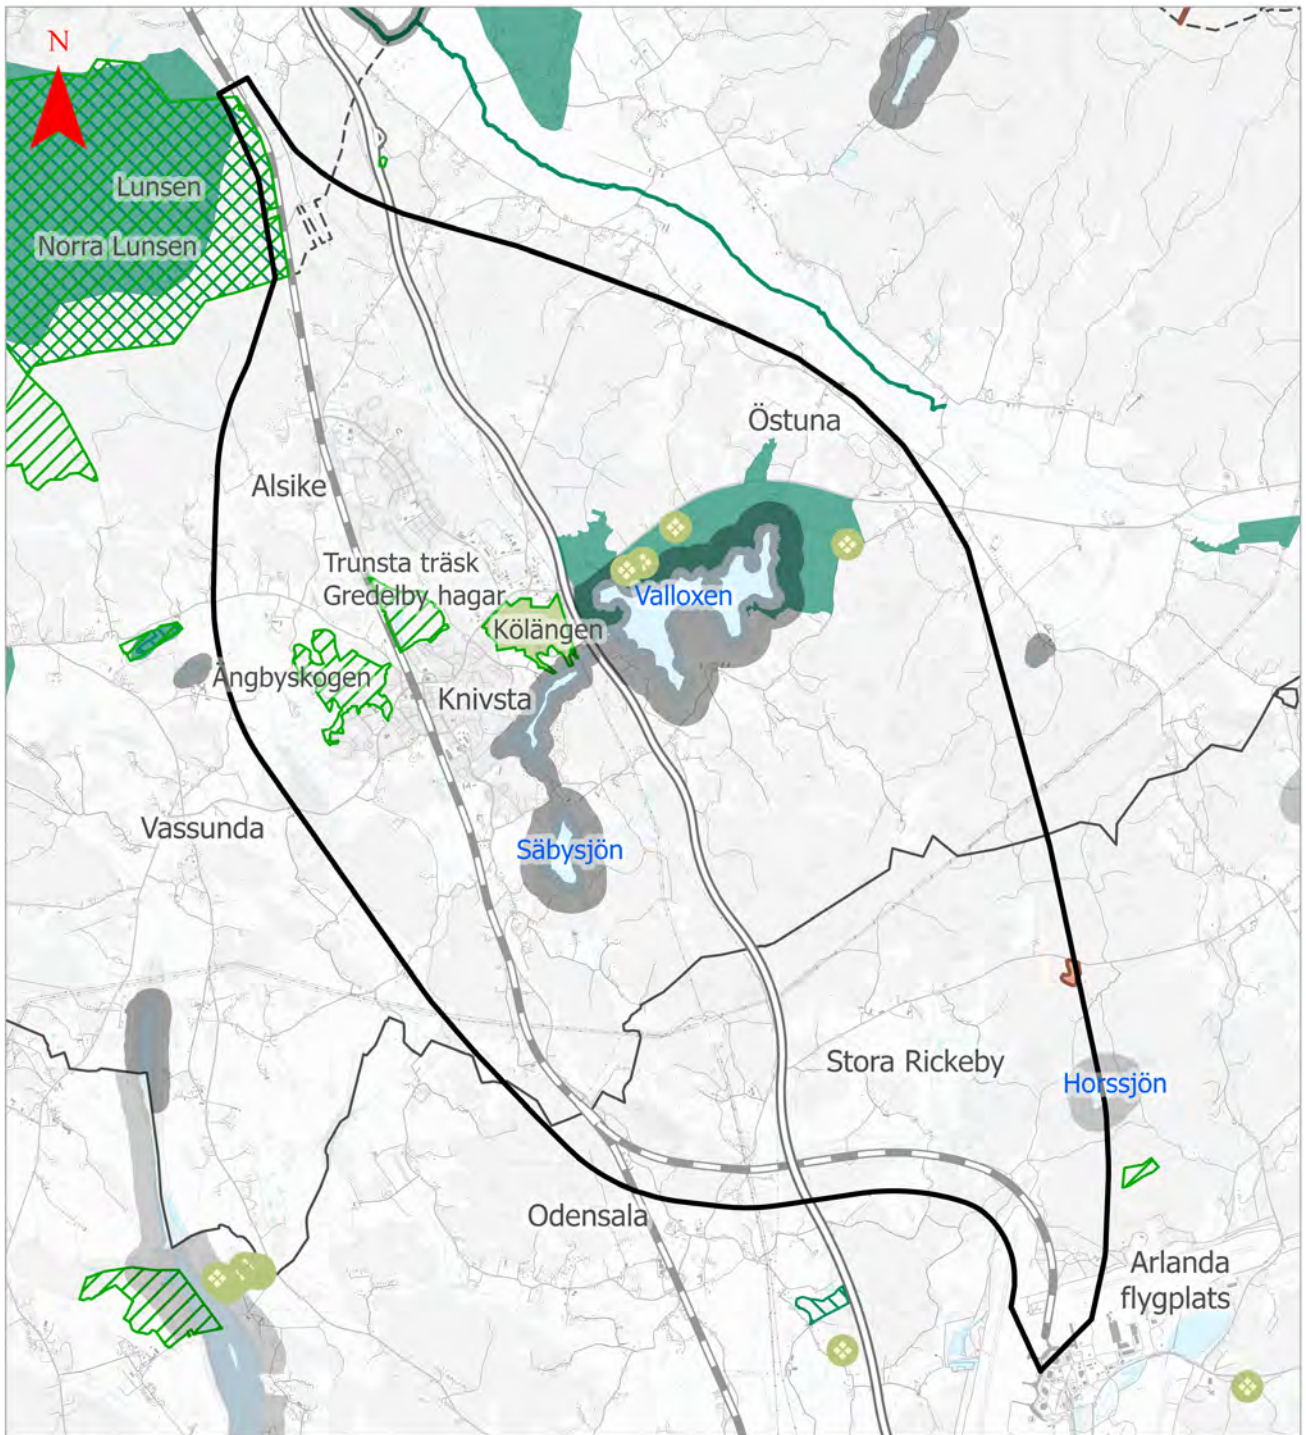 N
Lunsen
Norra Lunsen
Östuna
Alsike
Trunsta träsk
Gredelby hagar
Valloxen
Kölängen
Ängbyskogen
Knivsta
Vassunda
Säbysjön
Stora Rickeby
Horssjön
Odensala
Arlanda
flygplats